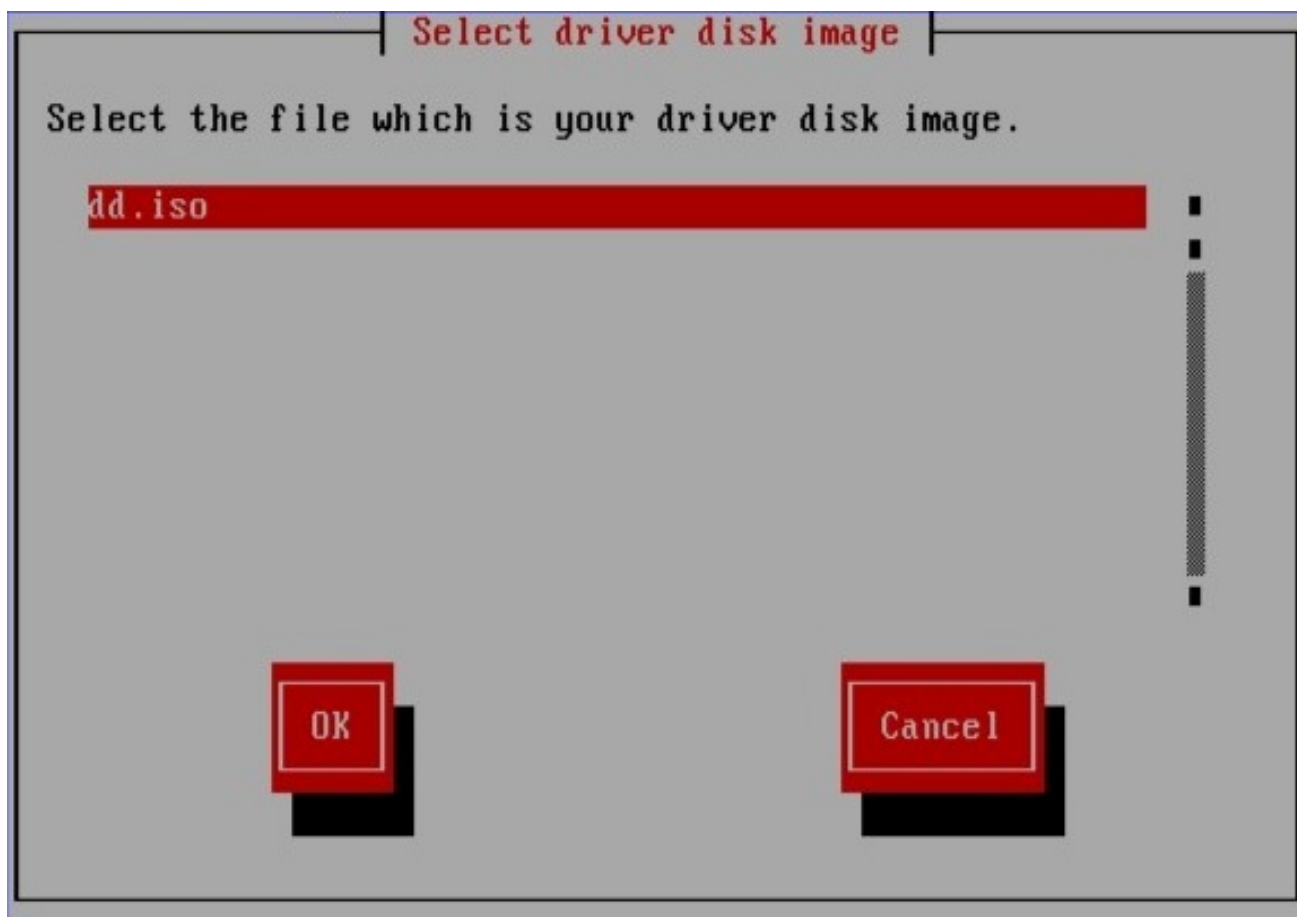 Select driver disk image
Select the file which is your driver disk image.
dd.iso
OK
Cancel